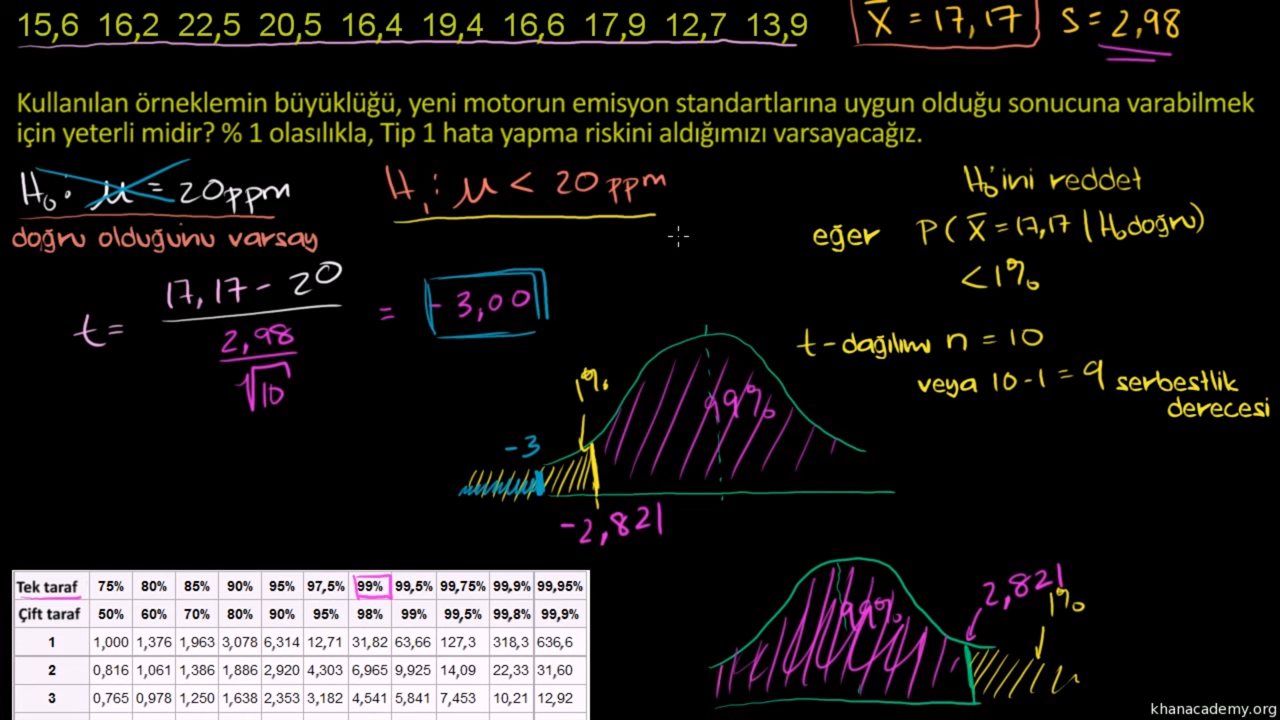 15,6 16,2 22,5 20,5 16,4 19,4 16,6 17,9 12,7 13,9
X̄ = 17,17 S = 2,98
Kullanılan örneklemin büyüklüğü, yeni motorun emisyon standartlarına uygun olduğu sonucuna varabilmek
için yeterli midir? % 1 olasılıkla, Tip 1 hata yapma riskini aldığımızı varsayacağız.
H₀: μ = 20ppm
H₁: μ < 20ppm
doğru olduğunu varsay
H₀'ini reddet
eğer P(X̄ = 17,17 | H₀doğru)
< 1%
t = (17,17 - 20) / (2,98 / √10) = -3,00
t-dağılımı n = 10
veya 10-1 = 9 serbestlik
derecesi
1%
99%
-3
-2,821
2,821
1%
99%
Tek taraf 75% 80% 85% 90% 95% 97,5% 99% 99,5% 99,75% 99,9% 99,95%
Çift taraf 50% 60% 70% 80% 90% 95% 98% 99% 99,5% 99,8% 99,9%
1 1,000 1,376 1,963 3,078 6,314 12,71 31,82 63,66 127,3 318,3 636,6
2 0,816 1,061 1,386 1,886 2,920 4,303 6,965 9,925 14,09 22,33 31,60
3 0,765 0,978 1,250 1,638 2,353 3,182 4,541 5,841 7,453 10,21 12,92
khanacademy.org